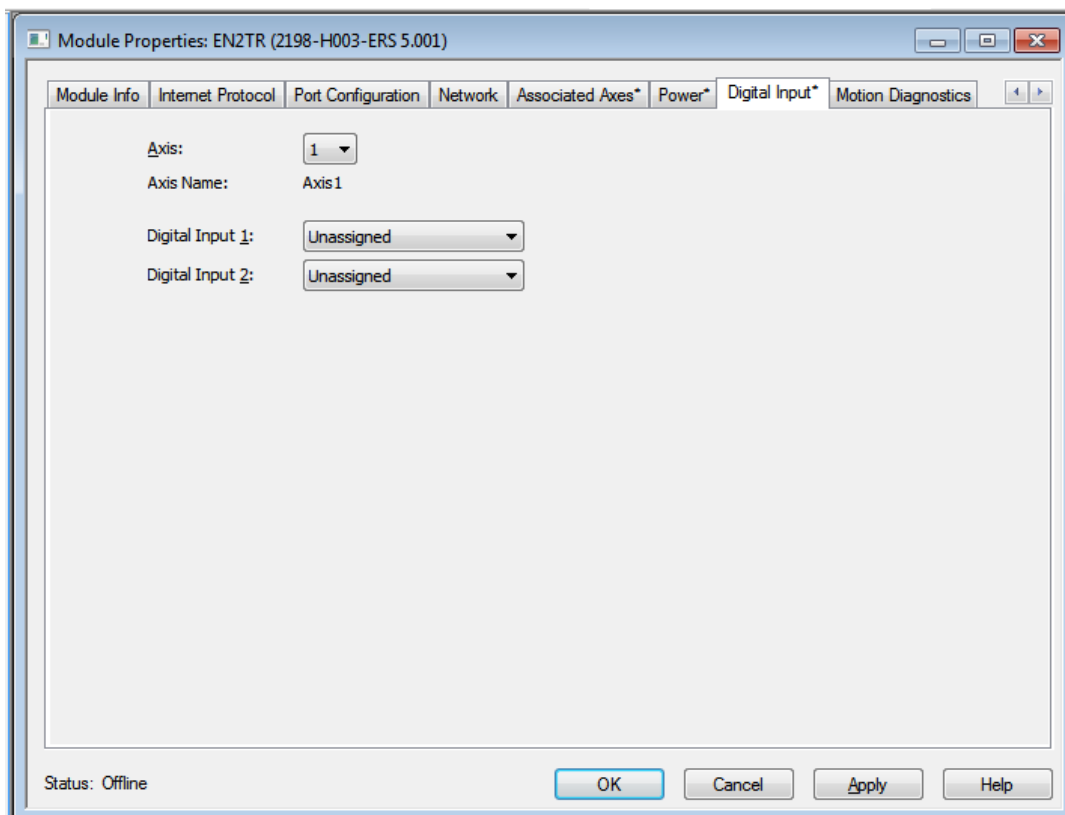 Module Properties: EN2TR (2198-H003-ERS 5.001)
Module Info Internet Protocol Port Configuration Network Associated Axes* Power* Digital Input* Motion Diagnostics
Axis: 1
Axis Name: Axis1
Digital Input 1: Unassigned
Digital Input 2: Unassigned
Status: Offline OK Cancel Apply Help